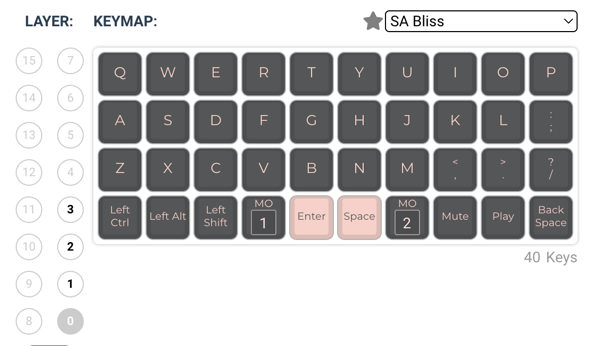 LAYER: KEYMAP: SA Bliss
15 7
14 6
13 5
12 4
11 3
10 2
9 1
8 0
Q W E R T Y U I O P
A S D F G H J K L : ;
Z X C V B N M < , > . ? /
Left Ctrl Left Alt Left Shift MO 1 Enter Space MO 2 Mute Play Back Space
40 Keys